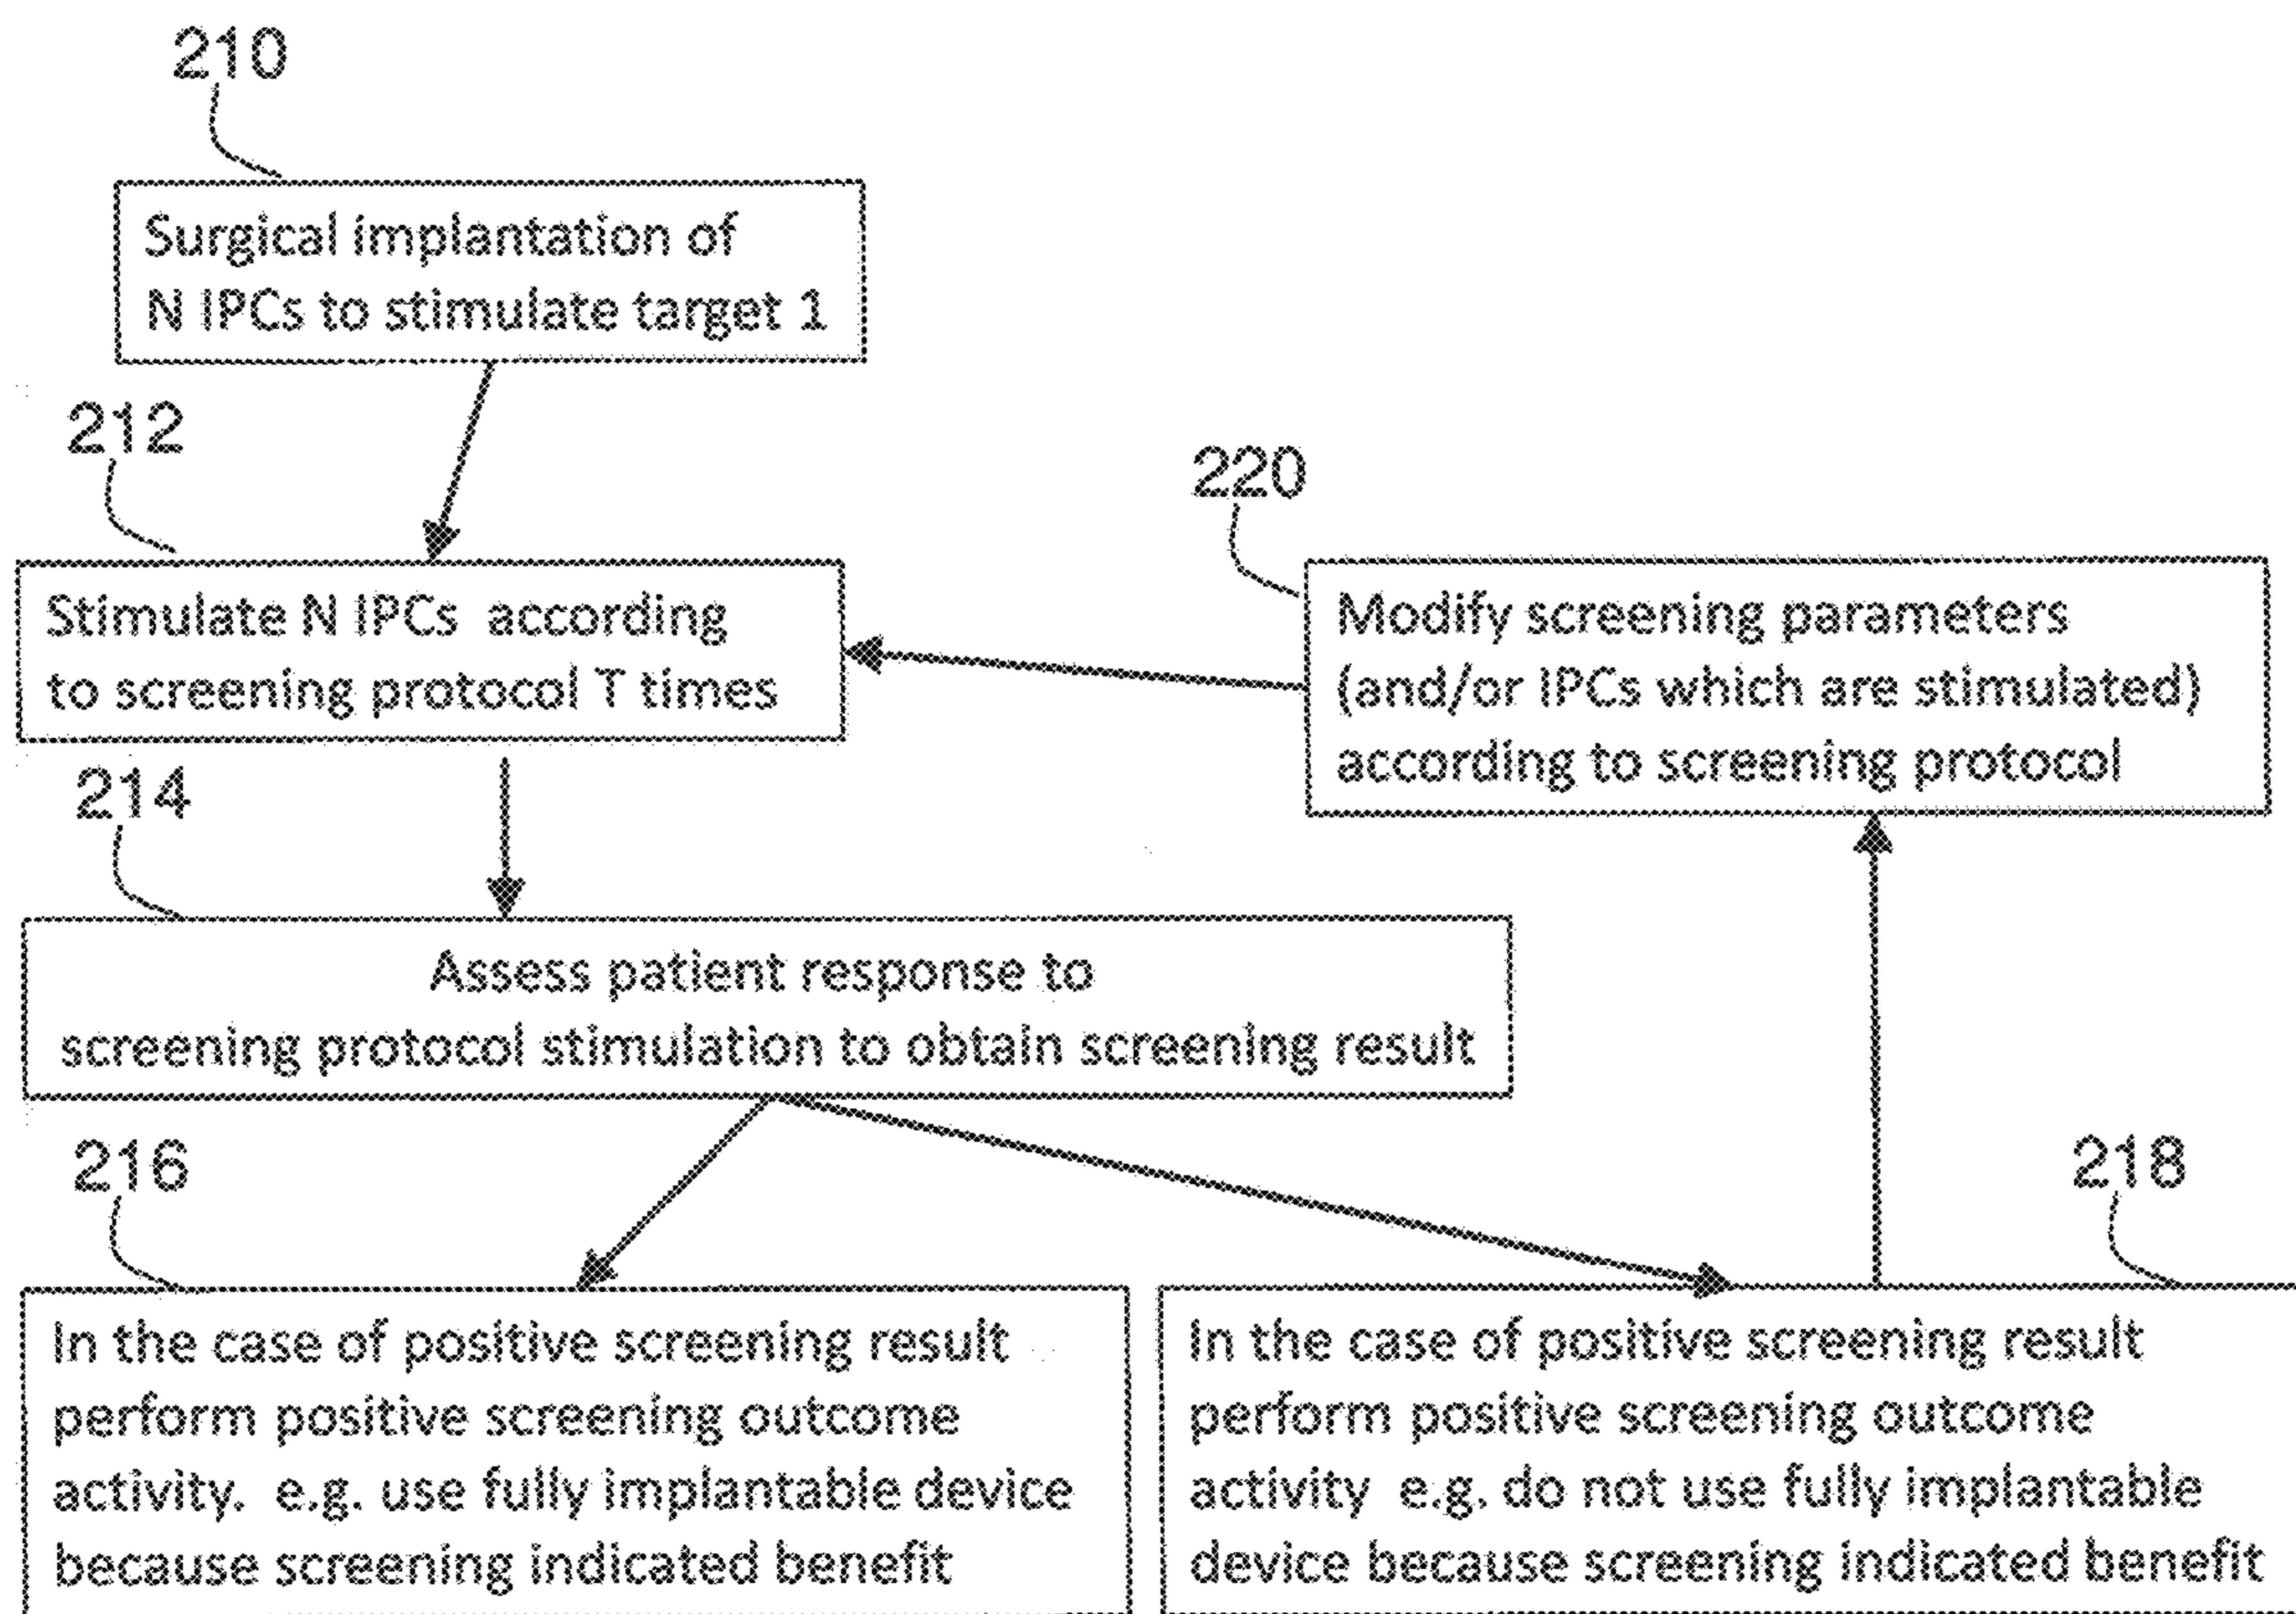 210
Surgical implantation of
N IPCs to stimulate target 1
212
Stimulate N IPCs according
to screening protocol T times
220
Modify screening parameters
(and/or IPCs which are stimulated)
according to screening protocol
214
Assess patient response to
screening protocol stimulation to obtain screening result
216
In the case of positive screening result
perform positive screening outcome
activity. e.g. use fully implantable device
because screening indicated benefit
218
In the case of positive screening result
perform positive screening outcome
activity e.g. do not use fully implantable
device because screening indicated benefit